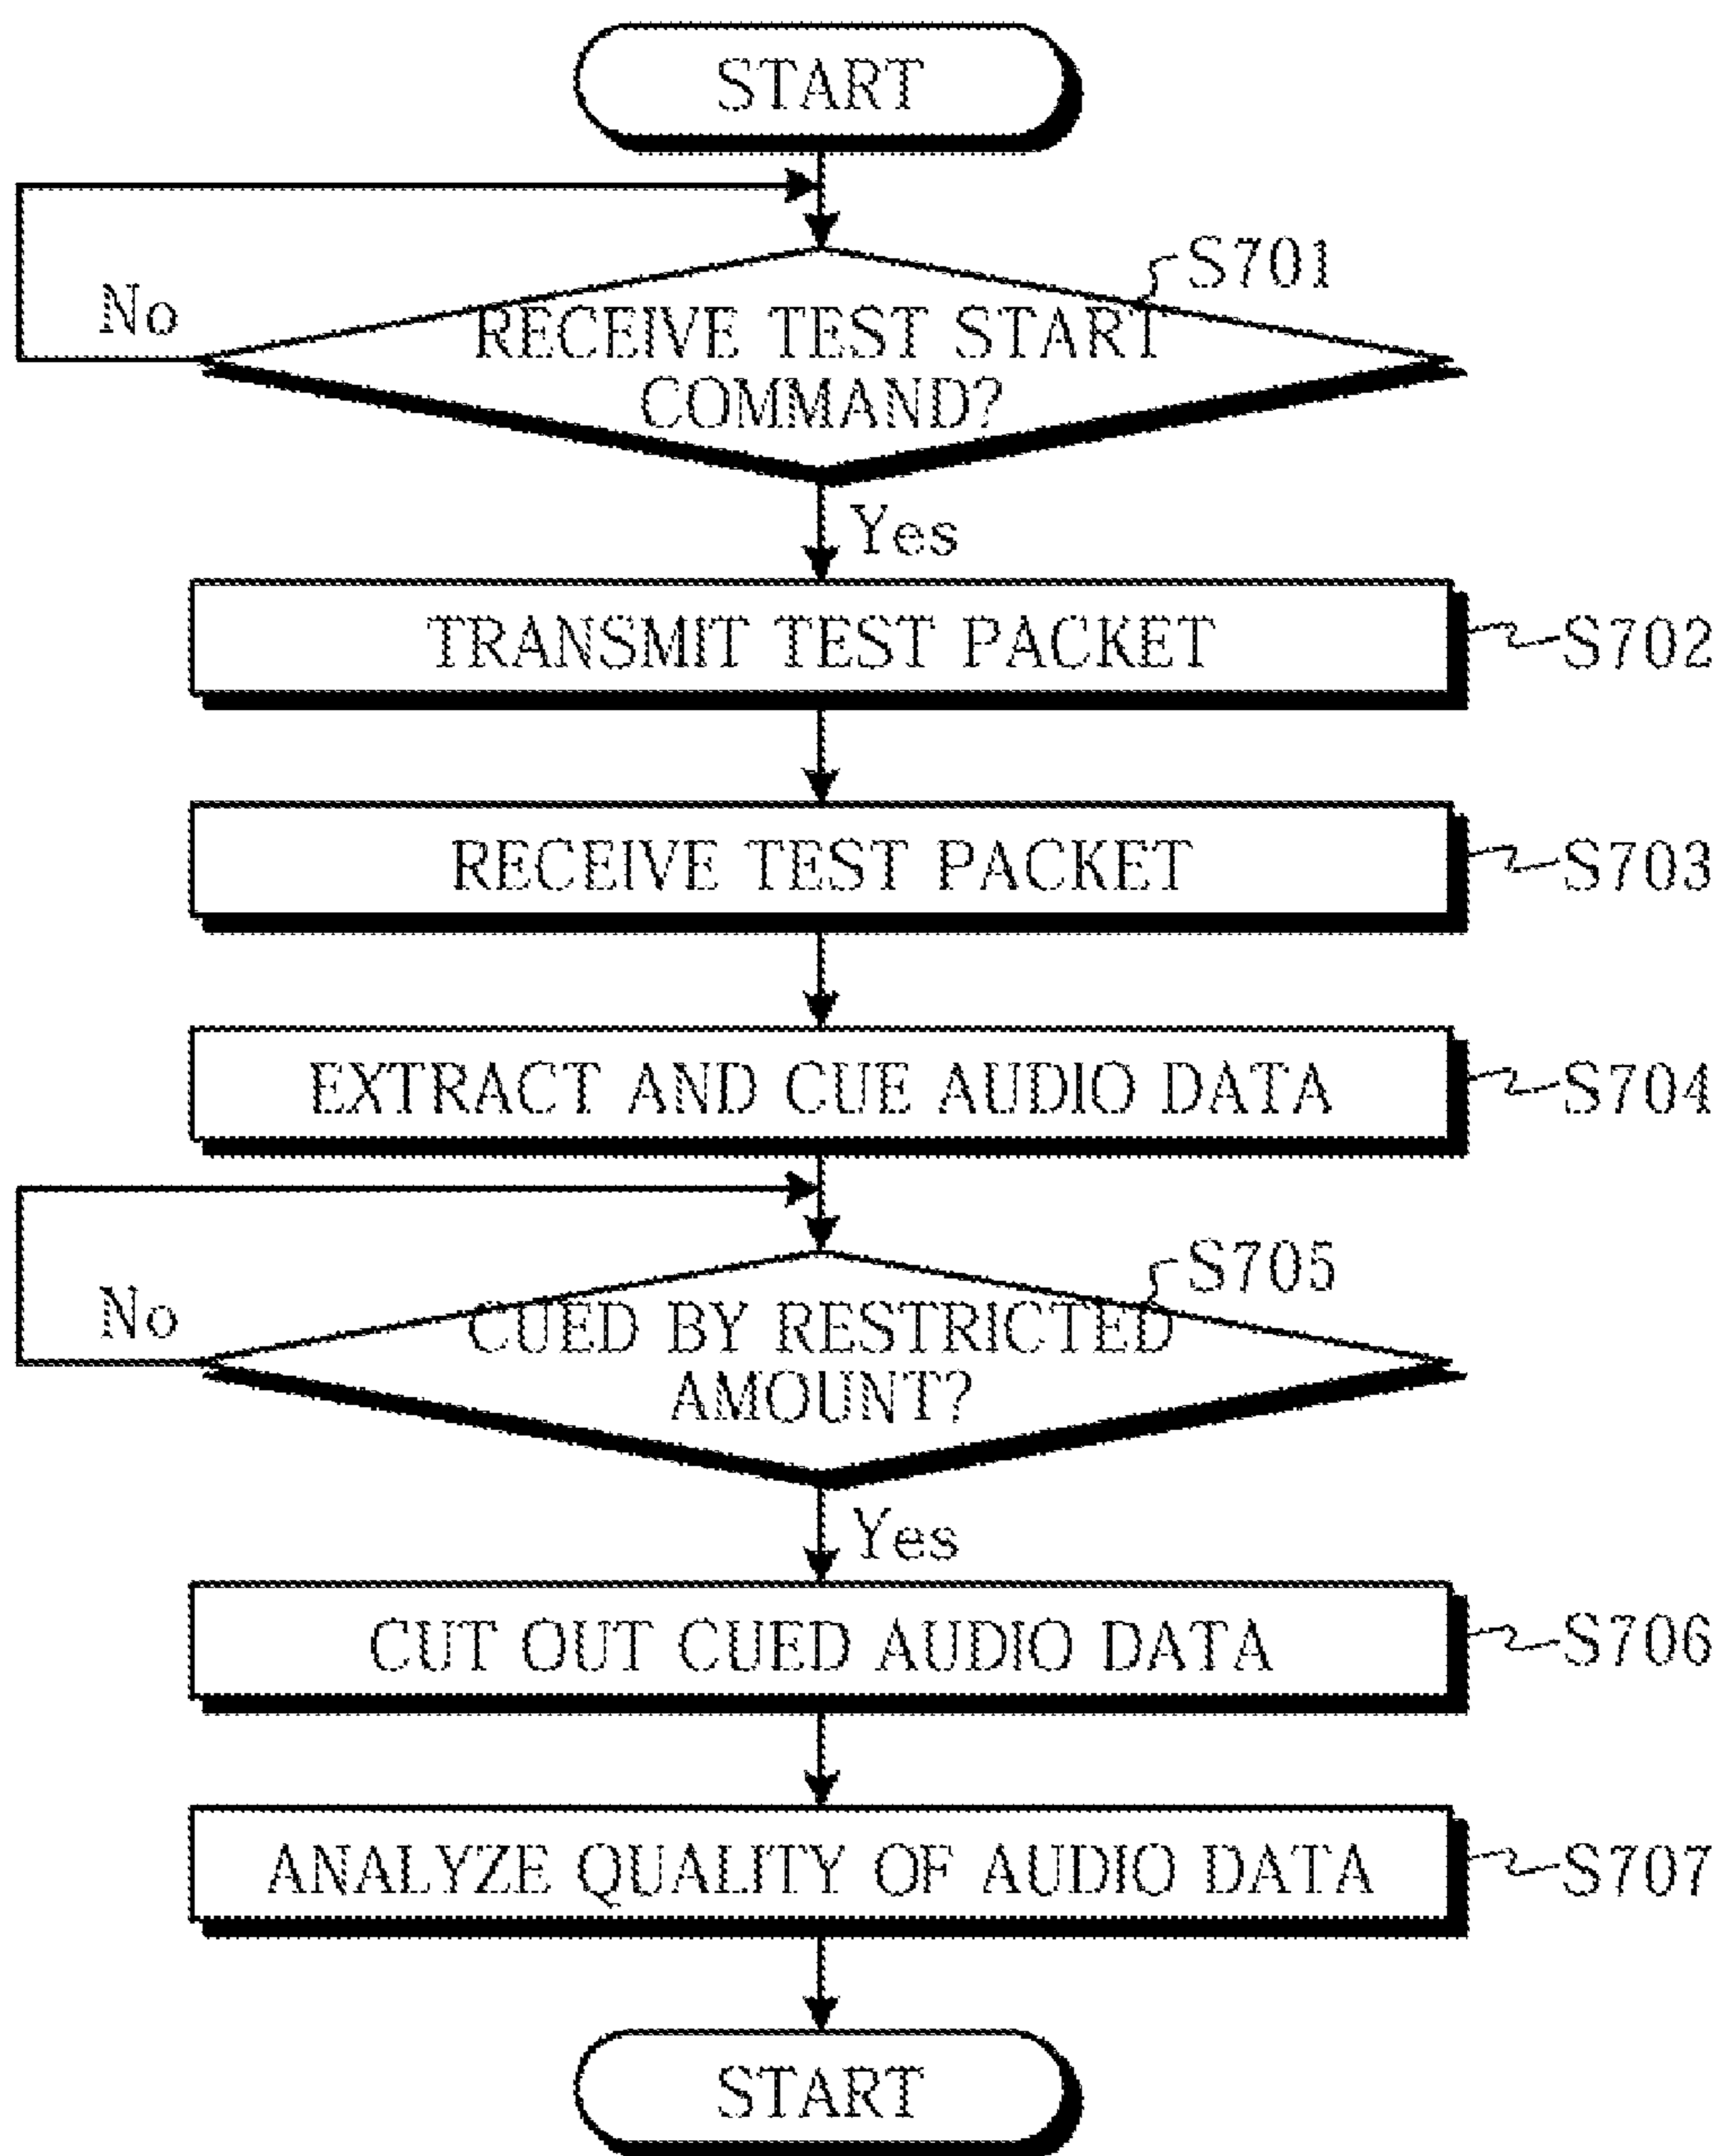 START
S701
No
RECEIVE TEST START
COMMAND?
Yes
TRANSMIT TEST PACKET
S702
RECEIVE TEST PACKET
S703
EXTRACT AND CUE AUDIO DATA
S704
S705
No
CUED BY RESTRICTED
AMOUNT?
Yes
CUT OUT CUED AUDIO DATA
S706
ANALYZE QUALITY OF AUDIO DATA
S707
START